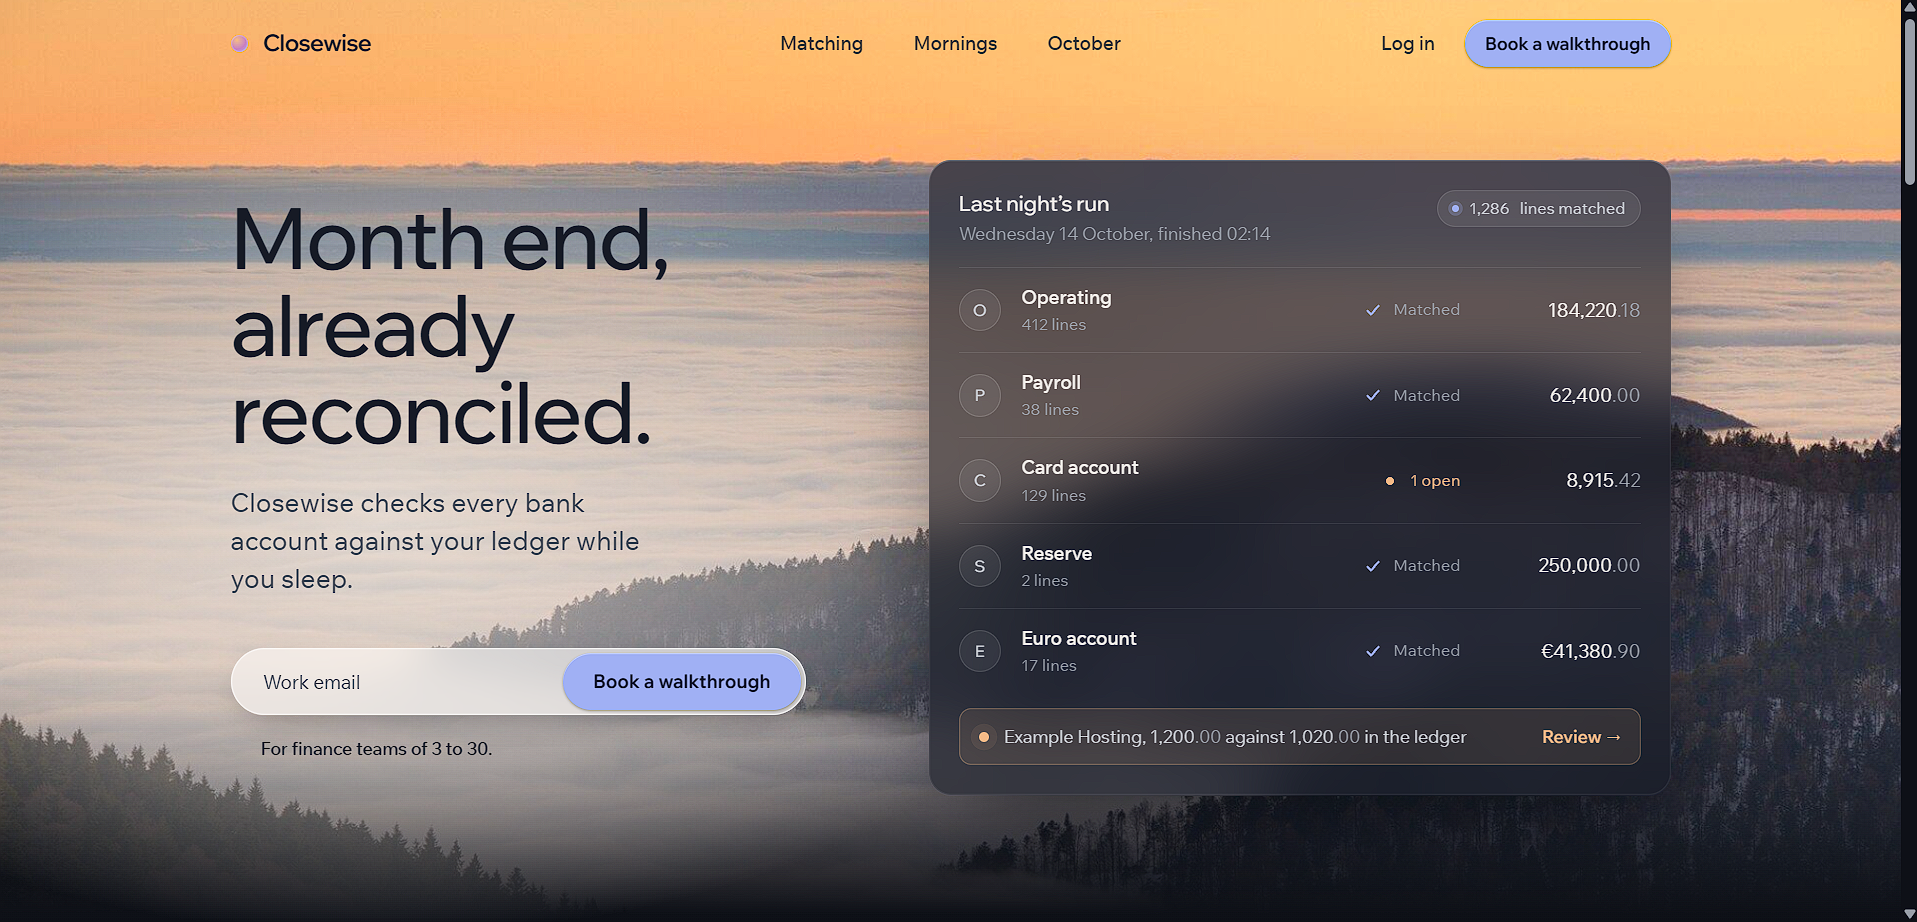 Closewise
Matching
Mornings
October
Log in
Book a walkthrough
Month end,
already
reconciled.
Closewise checks every bank
account against your ledger while
you sleep.
Work email
Book a walkthrough
For finance teams of 3 to 30.
Last night's run
1,286 lines matched
Wednesday 14 October, finished 02:14
O
Operating
412 lines
Matched
184,220.18
P
Payroll
38 lines
Matched
62,400.00
C
Card account
129 lines
1 open
8,915.42
S
Reserve
2 lines
Matched
250,000.00
E
Euro account
17 lines
Matched
€41,380.90
Example Hosting, 1,200.00 against 1,020.00 in the ledger
Review →